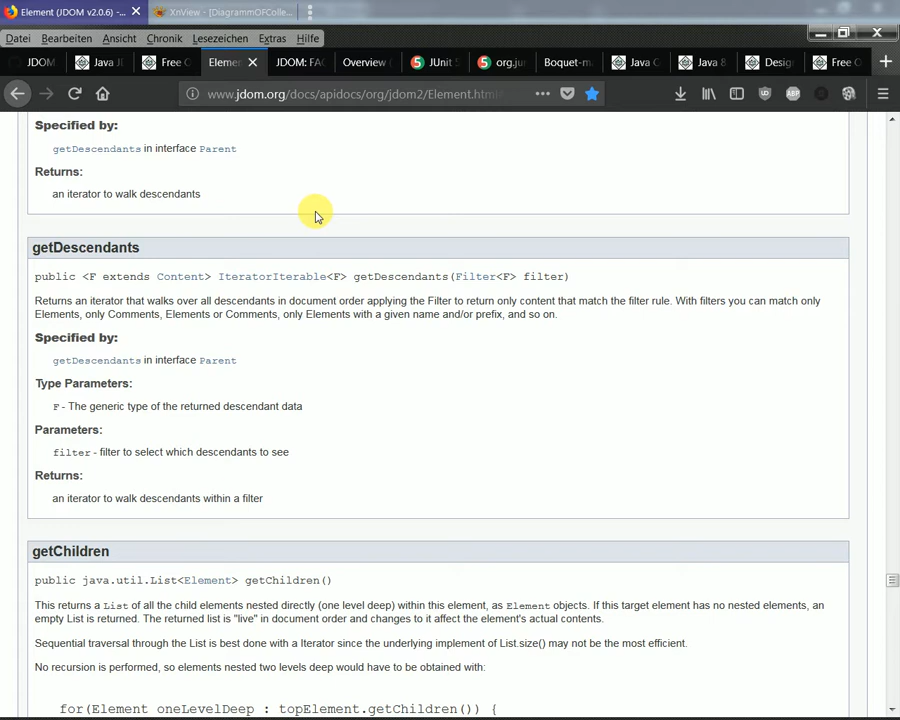 Element (JDOM v2.0.6) -...
XnView - [DiagrammOFColle...
Datei Bearbeiten Ansicht Chronik Lesezeichen Extras Hilfe
JDOM Java J Free O Elemen JDOM: FA Overview ( JUnit org.jun Boquet-ma Java O Java 8 Desig Free O
www.jdom.org/docs/apidocs/org/jdom2/Element.html
Specified by:
getDescendants in interface Parent
Returns:
an iterator to walk descendants
getDescendants
public <F extends Content> IteratorIterable<F> getDescendants(Filter<F> filter)
Returns an iterator that walks over all descendants in document order applying the Filter to return only content that match the filter rule. With filters you can match only
Elements, only Comments, Elements or Comments, only Elements with a given name and/or prefix, and so on.
Specified by:
getDescendants in interface Parent
Type Parameters:
F - The generic type of the returned descendant data
Parameters:
filter - filter to select which descendants to see
Returns:
an iterator to walk descendants within a filter
getChildren
public java.util.List<Element> getChildren()
This returns a List of all the child elements nested directly (one level deep) within this element, as Element objects. If this target element has no nested elements, an
empty List is returned. The returned list is "live" in document order and changes to it affect the element's actual contents.
Sequential traversal through the List is best done with a Iterator since the underlying implement of List.size() may not be the most efficient.
No recursion is performed, so elements nested two levels deep would have to be obtained with:
for(Element oneLevelDeep : topElement.getChildren()) {